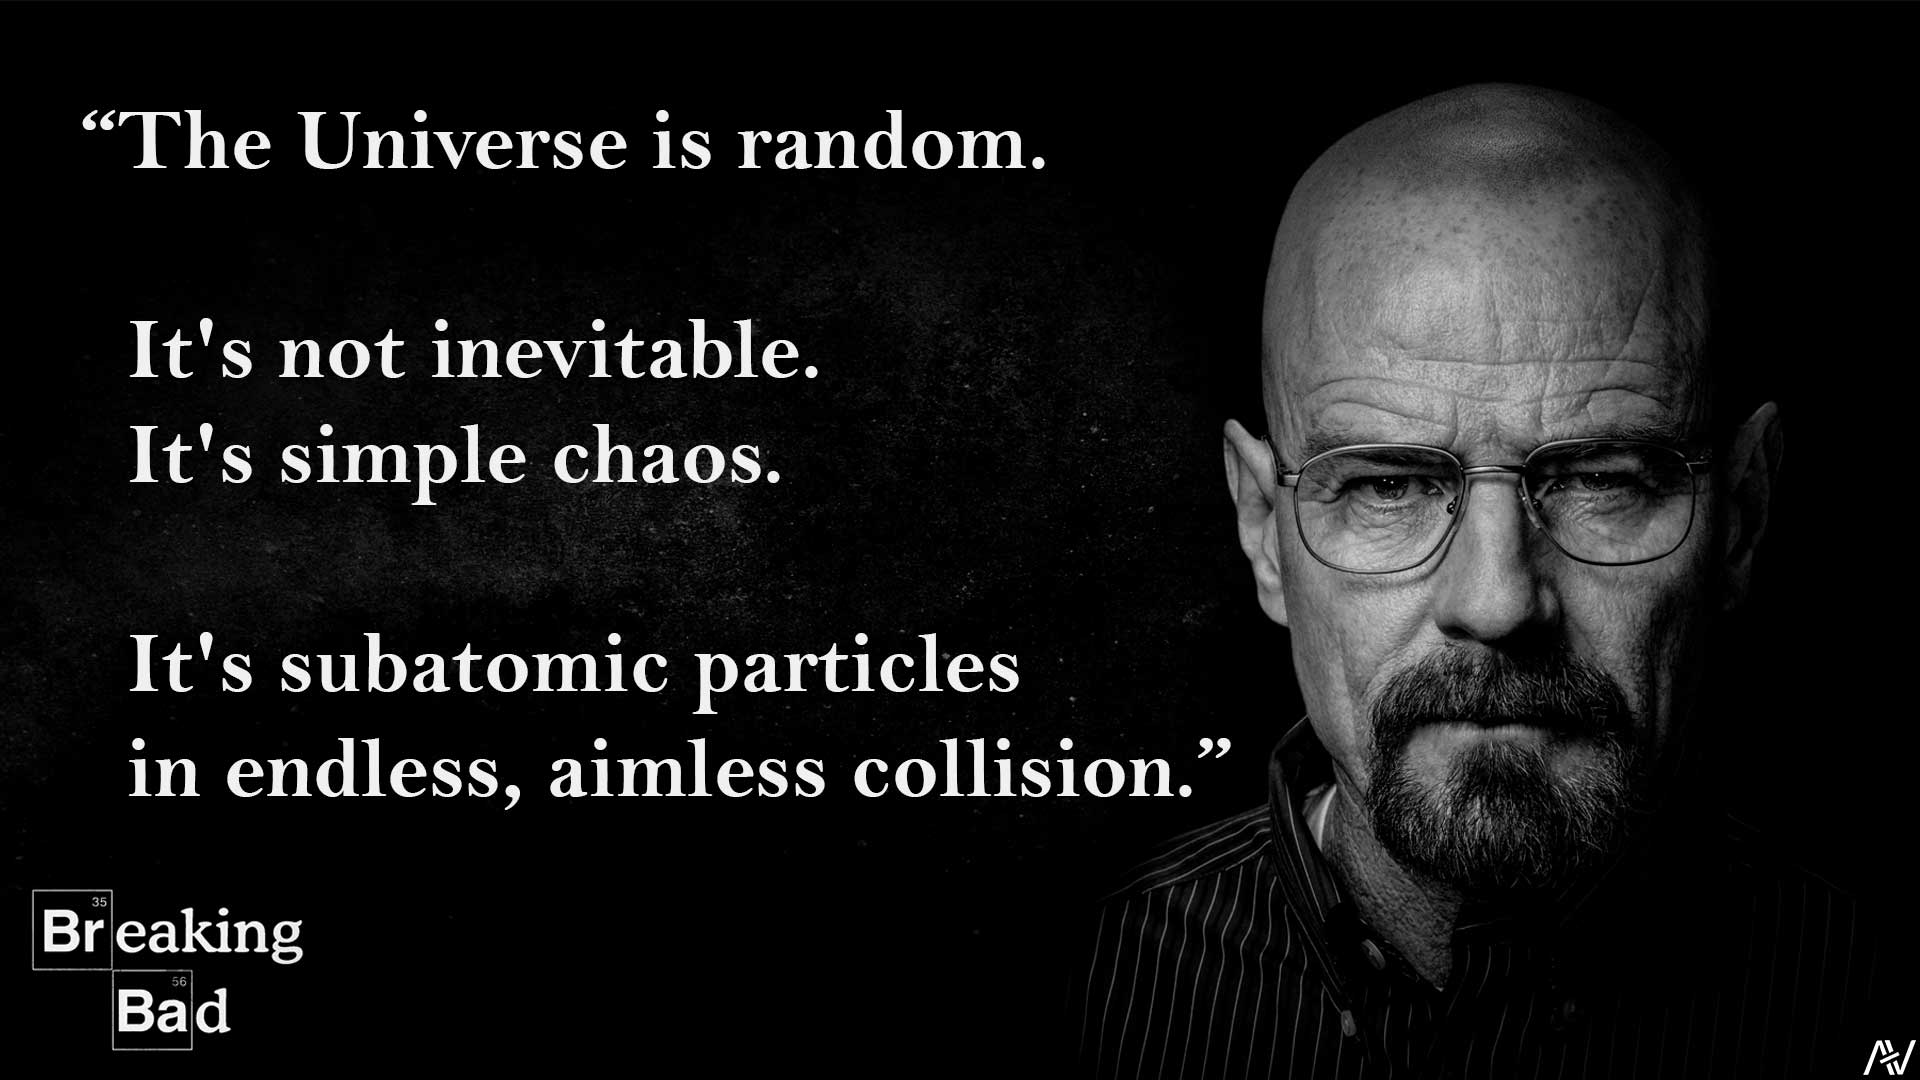 “The Universe is random.
It's not inevitable.
It's simple chaos.
It's subatomic particles
in endless, aimless collision.”
35
Breaking
56
Bad